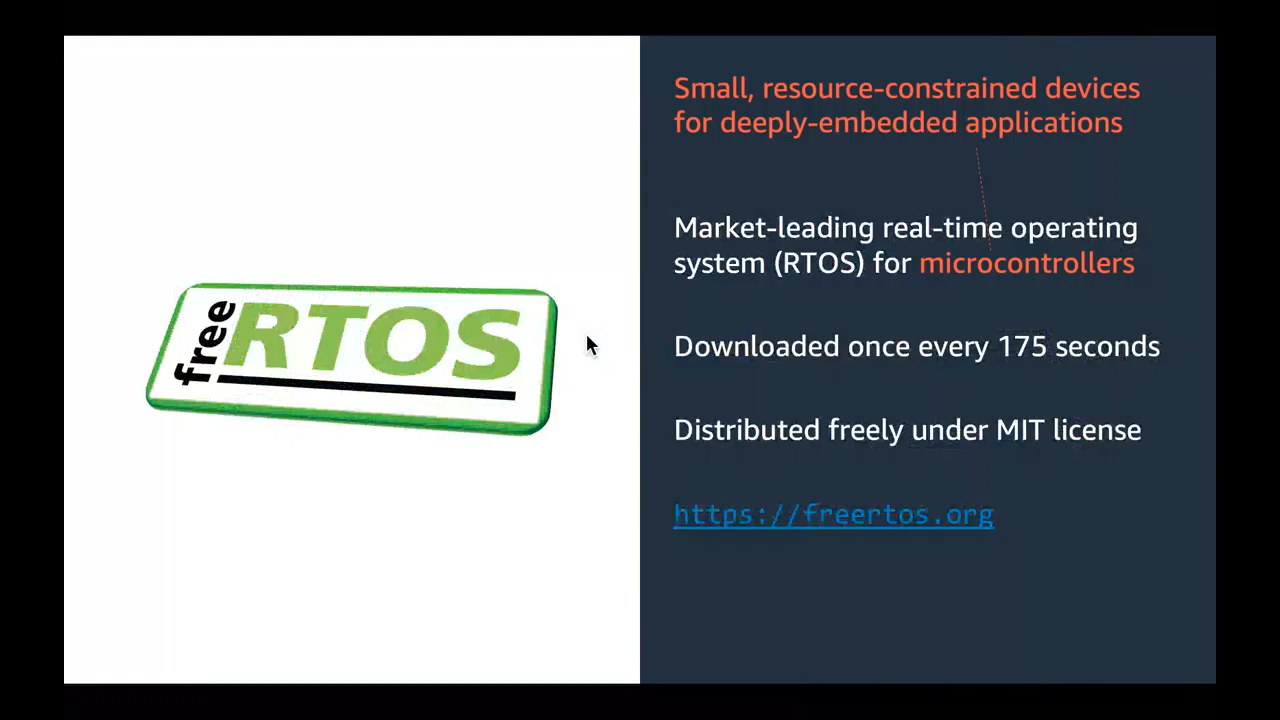 free RTOS
Small, resource-constrained devices
for deeply-embedded applications
Market-leading real-time operating
system (RTOS) for microcontrollers
Downloaded once every 175 seconds
Distributed freely under MIT license
https://freertos.org